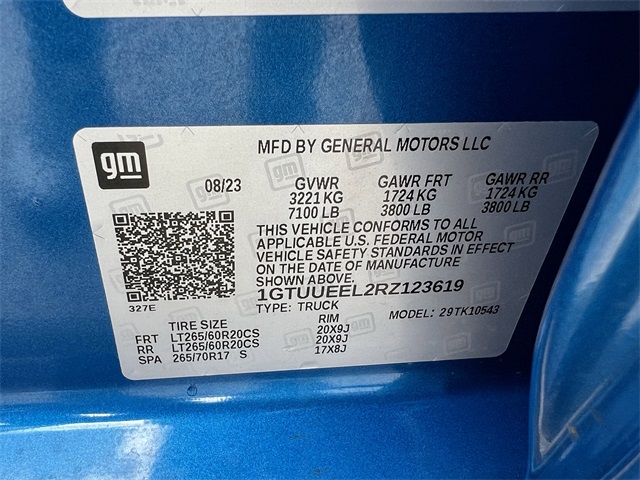 gm
MFD BY GENERAL MOTORS LLC
08/23 GVWR GAWR FRT GAWR RR
3221 KG 1724 KG 1724 KG
7100 LB 3800 LB 3800 LB
THIS VEHICLE CONFORMS TO ALL
APPLICABLE U.S. FEDERAL MOTOR
VEHICLE SAFETY STANDARDS IN EFFECT
ON THE DATE OF MANUFACTURE
SHOWN ABOVE.
327E
1GTUUEEL2RZ123619
TYPE: TRUCK MODEL: 29TK10543
TIRE SIZE RIM
FRT LT265/60R20CS 20X9J
RR LT265/60R20CS 20X9J
SPA 265/70R17 S 17X8J